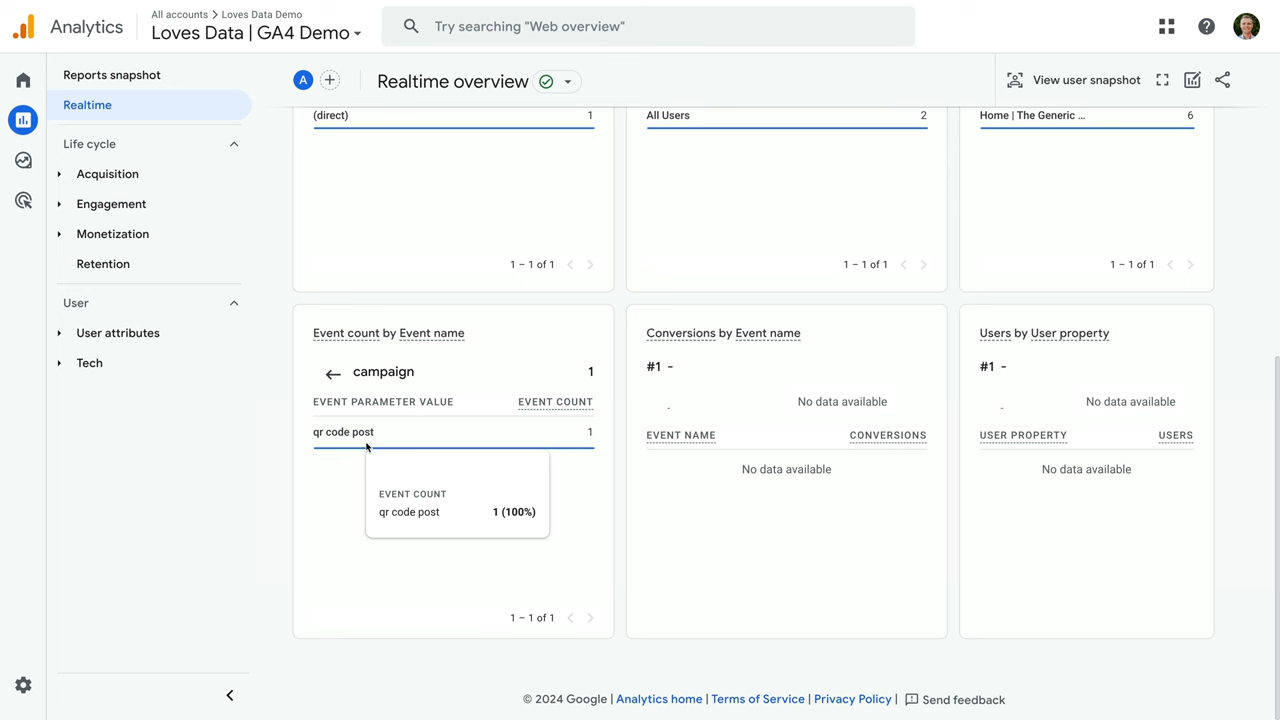 Analytics
All accounts > Loves Data Demo
Loves Data | GA4 Demo
Try searching "Web overview"
Reports snapshot
Realtime
Life cycle
Acquisition
Engagement
Monetization
Retention
User
User attributes
Tech
A
Realtime overview
View user snapshot
(direct) 1
1 – 1 of 1
All Users 2
1 – 1 of 1
Home | The Generic ... 6
1 – 1 of 1
Event count by Event name
campaign 1
EVENT PARAMETER VALUE EVENT COUNT
qr code post 1
EVENT COUNT
qr code post 1 (100%)
1 – 1 of 1
Conversions by Event name
#1 -
No data available
-
EVENT NAME CONVERSIONS
No data available
Users by User property
#1 -
No data available
-
USER PROPERTY USERS
No data available
© 2024 Google | Analytics home | Terms of Service | Privacy Policy | Send feedback